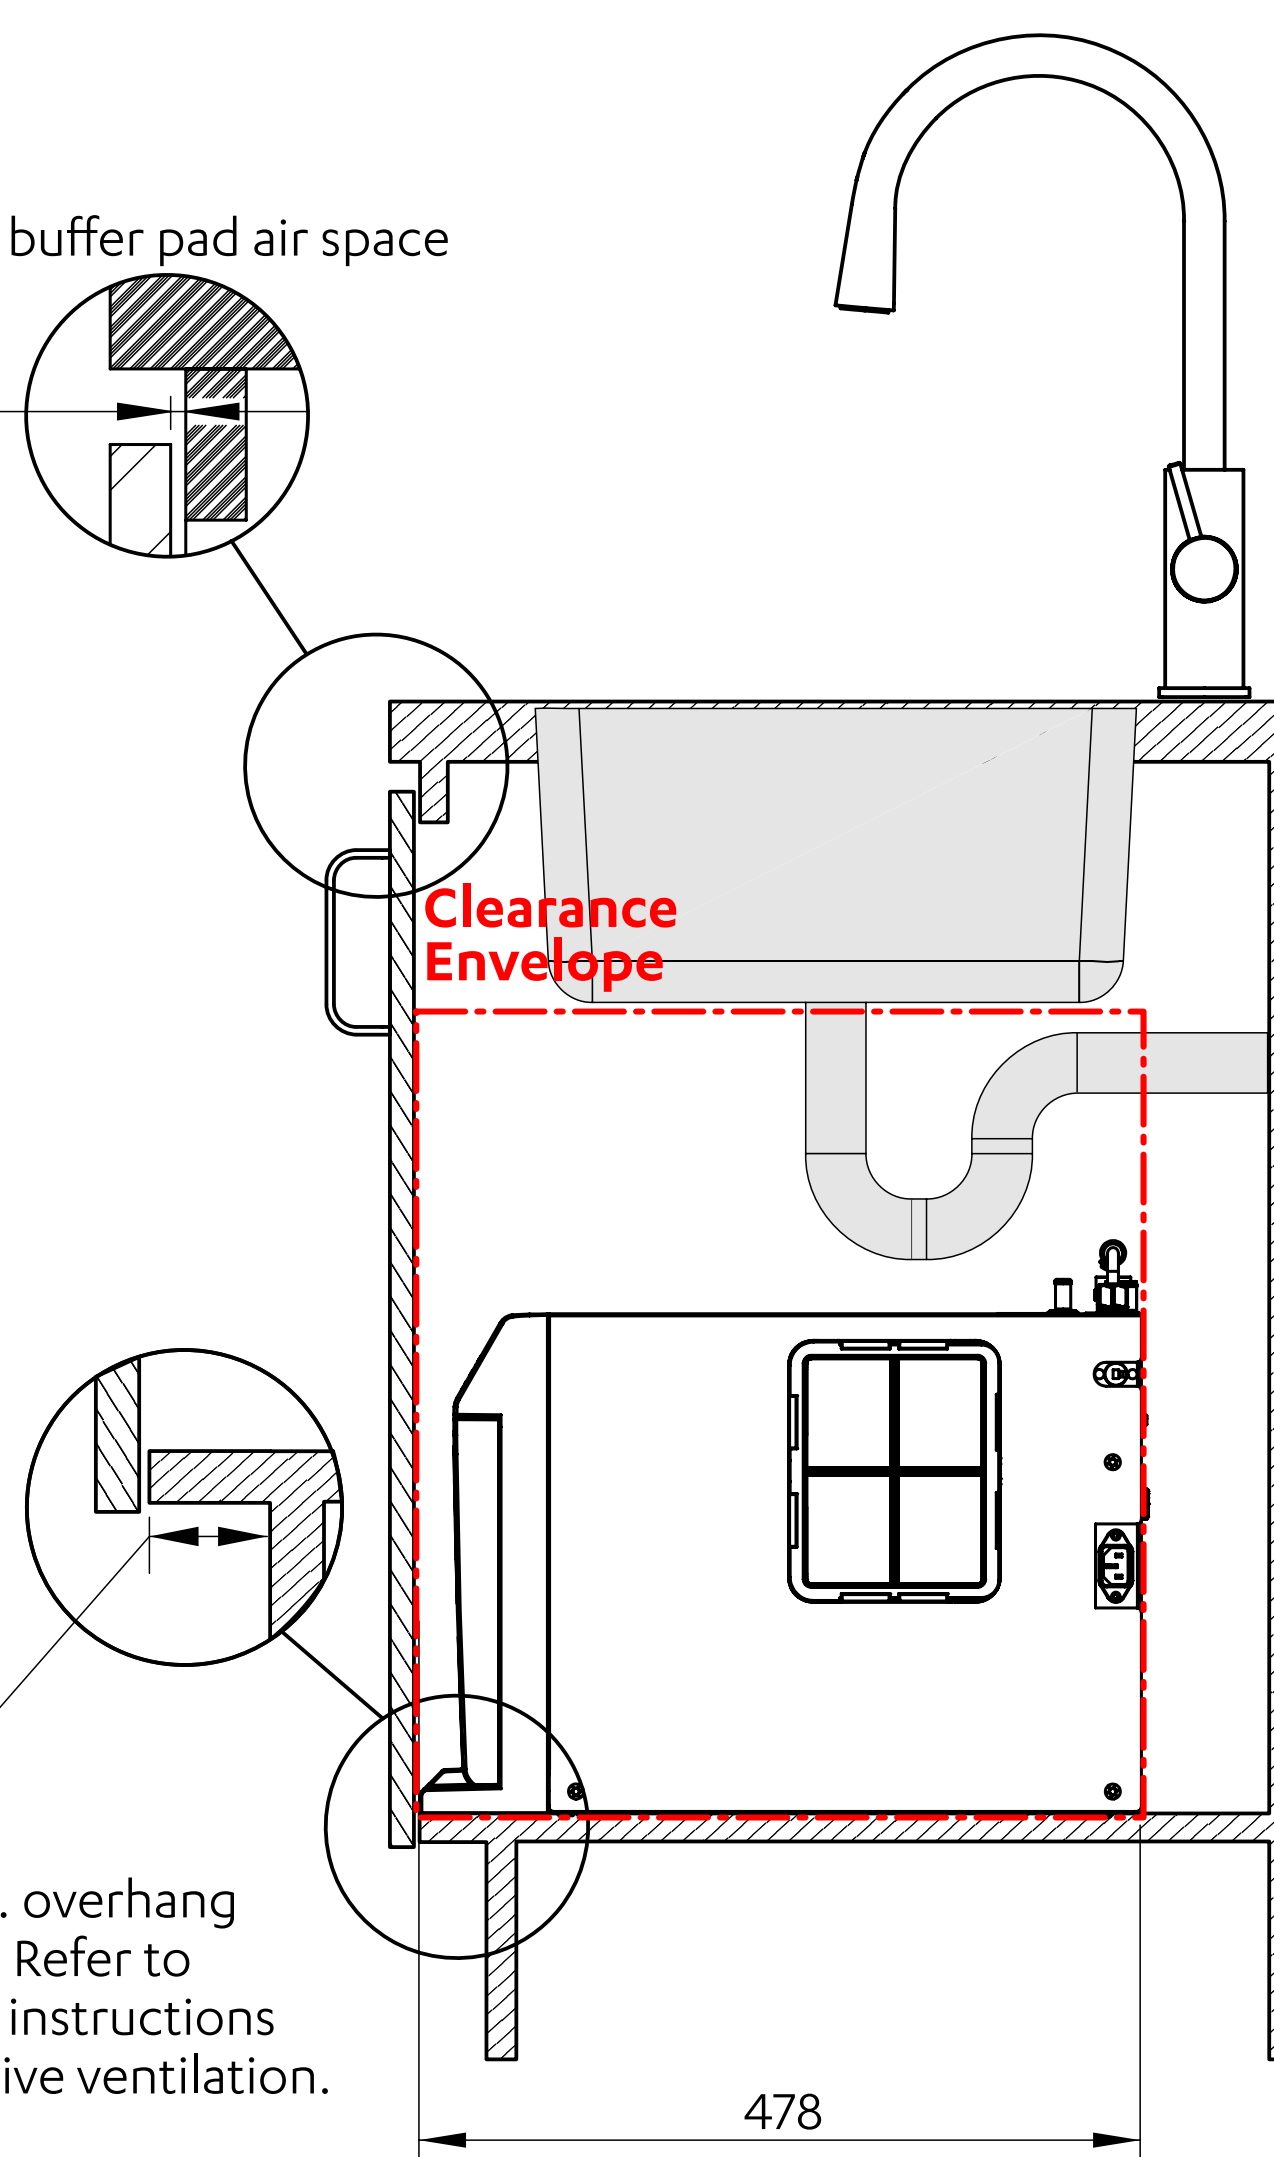 buffer pad air space
Clearance
Envelope
. overhang
Refer to
instructions
ive ventilation.
478